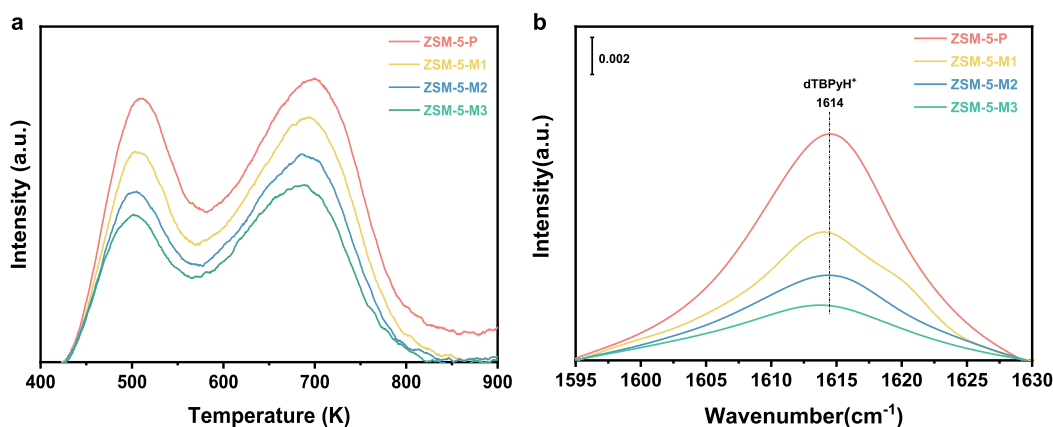 a
ZSM-5-P
ZSM-5-M1
ZSM-5-M2
ZSM-5-M3
Intensity (a.u.)
400 500 600 700 800 900
Temperature (K)
b
0.002
dTBPyH⁺
1614
ZSM-5-P
ZSM-5-M1
ZSM-5-M2
ZSM-5-M3
Intensity(a.u.)
1595 1600 1605 1610 1615 1620 1625 1630
Wavenumber(cm⁻¹)